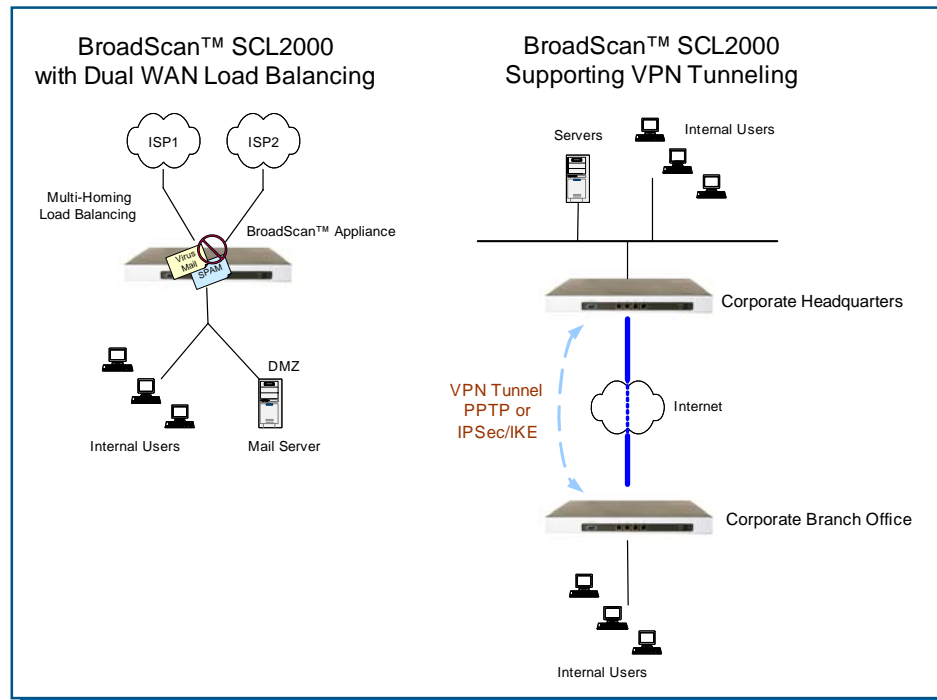 BroadScan™ SCL2000
with Dual WAN Load Balancing
ISP1
ISP2
Multi-Homing
Load Balancing
BroadScan™ Appliance
Virus
Mail
SPAM
DMZ
Internal Users
Mail Server
BroadScan™ SCL2000
Supporting VPN Tunneling
Servers
Internal Users
Corporate Headquarters
VPN Tunnel
PPTP or
IPSec/IKE
Internet
Corporate Branch Office
Internal Users